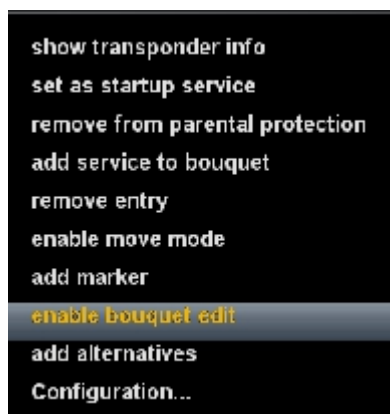 show transponder info
set as startup service
remove from parental protection
add service to bouquet
remove entry
enable move mode
add marker
enable bouquet edit
add alternatives
Configuration...